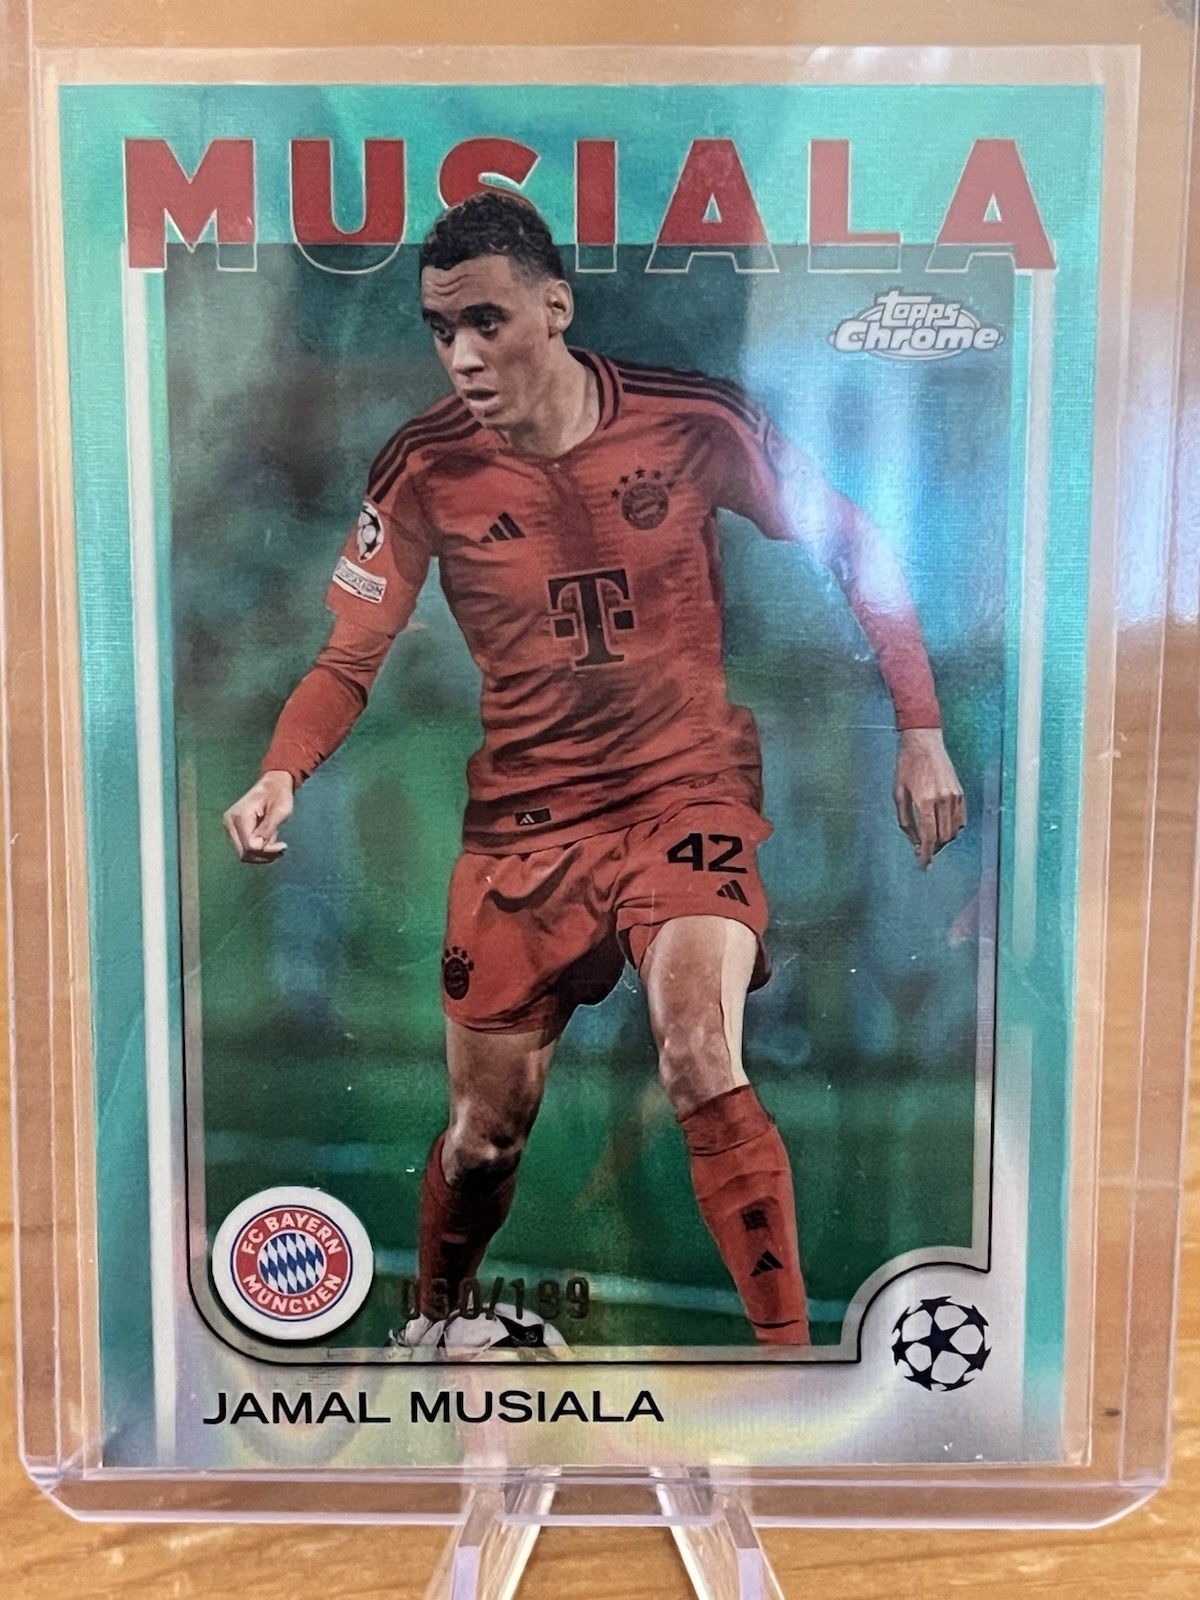 MUSIALA
Topps
Chrome
T
42
FC BAYERN
MÜNCHEN
JAMAL MUSIALA